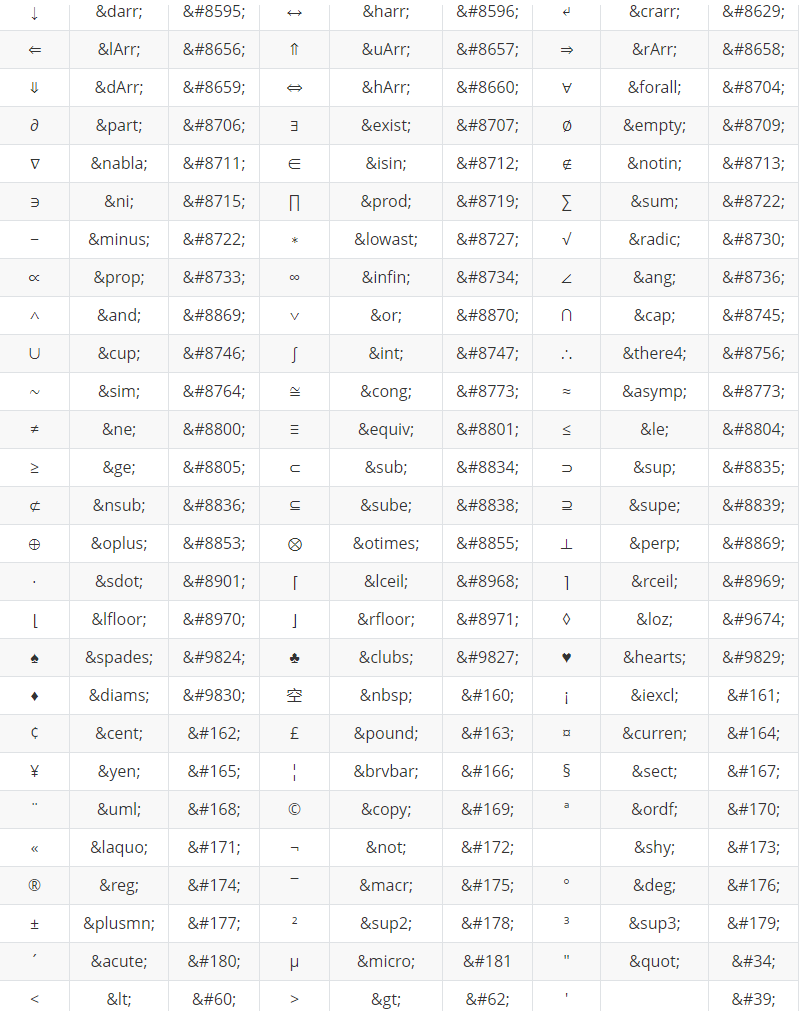 ↓ &darr; &#8595; ↔ &harr; &#8596; ↵ &crarr; &#8629;
⇐ &lArr; &#8656; ⇑ &uArr; &#8657; ⇒ &rArr; &#8658;
⇓ &dArr; &#8659; ⇔ &hArr; &#8660; ∀ &forall; &#8704;
∂ &part; &#8706; ∃ &exist; &#8707; ∅ &empty; &#8709;
∇ &nabla; &#8711; ∈ &isin; &#8712; ∉ &notin; &#8713;
∋ &ni; &#8715; ∏ &prod; &#8719; ∑ &sum; &#8722;
− &minus; &#8722; ∗ &lowast; &#8727; √ &radic; &#8730;
∝ &prop; &#8733; ∞ &infin; &#8734; ∠ &ang; &#8736;
∧ &and; &#8869; ∨ &or; &#8870; ∩ &cap; &#8745;
∪ &cup; &#8746; ∫ &int; &#8747; ∴ &there4; &#8756;
∼ &sim; &#8764; ≅ &cong; &#8773; ≈ &asymp; &#8773;
≠ &ne; &#8800; ≡ &equiv; &#8801; ≤ &le; &#8804;
≥ &ge; &#8805; ⊂ &sub; &#8834; ⊃ &sup; &#8835;
⊄ &nsub; &#8836; ⊆ &sube; &#8838; ⊇ &supe; &#8839;
⊕ &oplus; &#8853; ⊗ &otimes; &#8855; ⊥ &perp; &#8869;
⋅ &sdot; &#8901; ⌈ &lceil; &#8968; ⌉ &rceil; &#8969;
⌊ &lfloor; &#8970; ⌋ &rfloor; &#8971; ◊ &loz; &#9674;
♠ &spades; &#9824; ♣ &clubs; &#9827; ♥ &hearts; &#9829;
♦ &diams; &#9830; 空 &nbsp; &#160; ¡ &iexcl; &#161;
¢ &cent; &#162; £ &pound; &#163; ¤ &curren; &#164;
¥ &yen; &#165; ¦ &brvbar; &#166; § &sect; &#167;
¨ &uml; &#168; © &copy; &#169; ª &ordf; &#170;
« &laquo; &#171; ¬ &not; &#172; &shy; &#173;
® &reg; &#174; ¯ &macr; &#175; ° &deg; &#176;
± &plusmn; &#177; ² &sup2; &#178; ³ &sup3; &#179;
´ &acute; &#180; µ &micro; &#181 " &quot; &#34;
< &lt; &#60; > &gt; &#62; ' &#39;